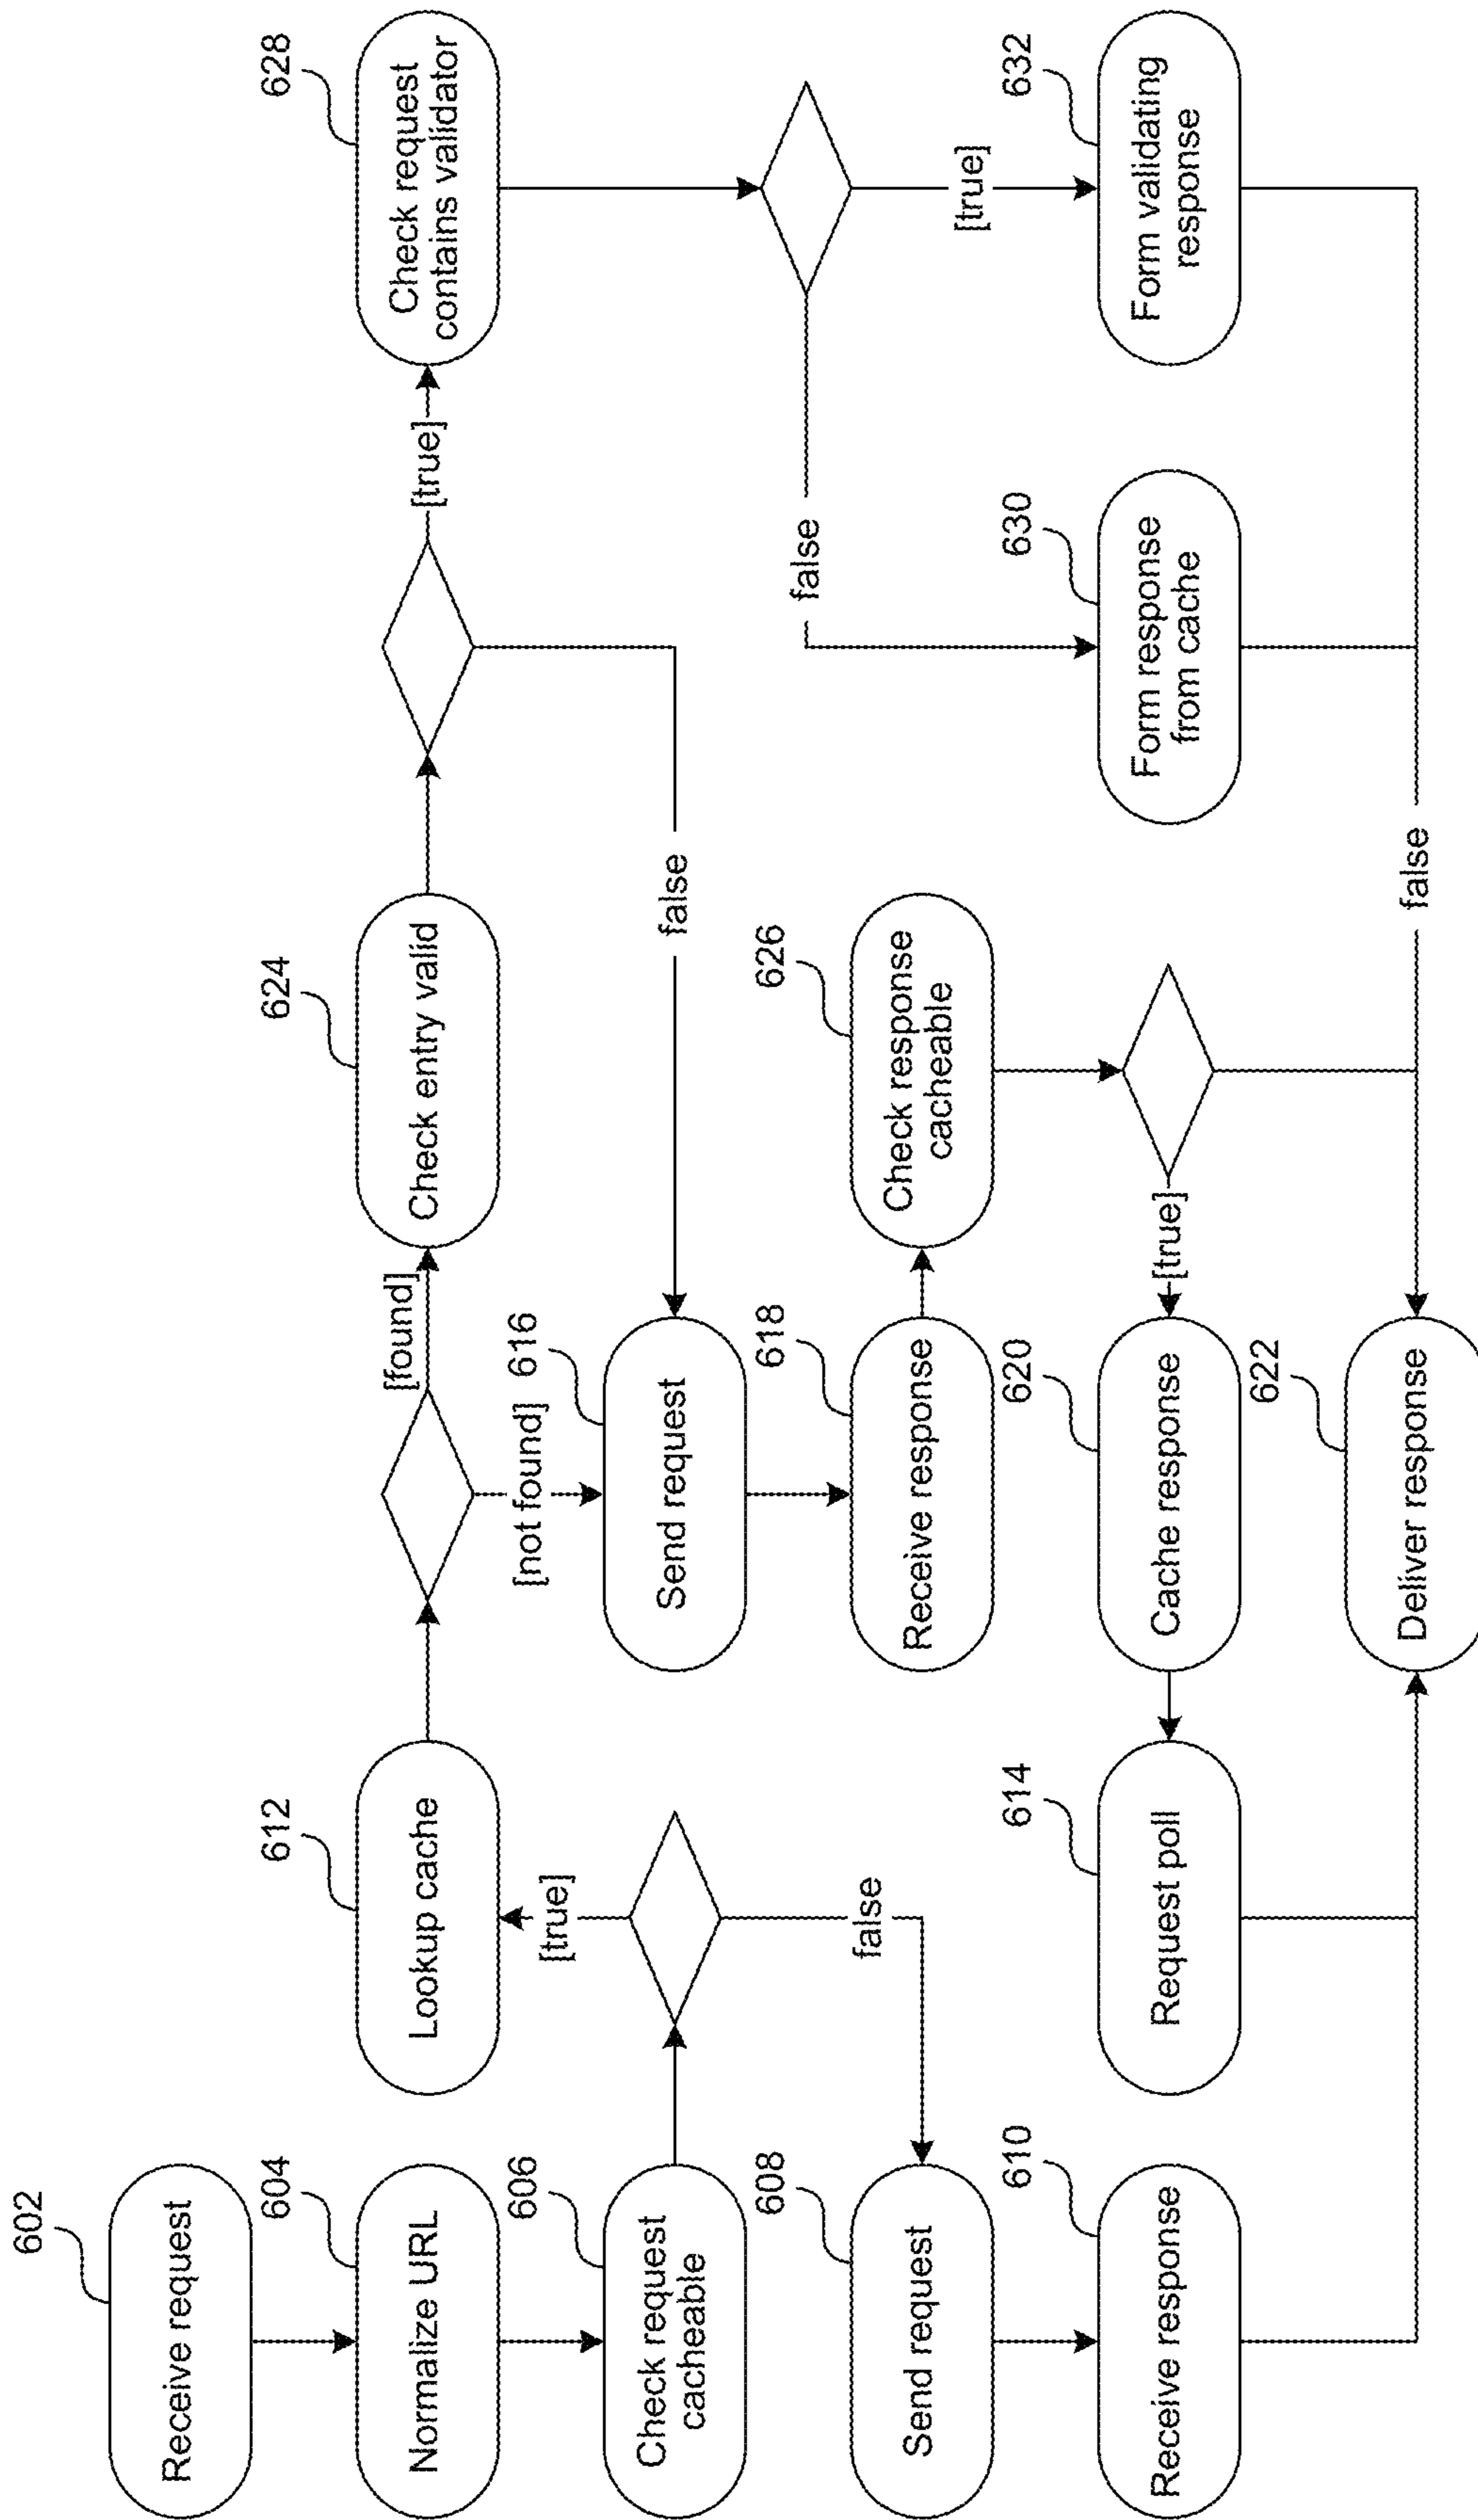 602
Receive request
604
Normalize URL
606
Check request
cacheable
608
Send request
610
Receive response
612
Lookup cache
[true]
false
614
Request poll
[found]
[not found]
616
Send request
618
Receive response
620
Cache response
622
Deliver response
624
Check entry valid
false
626
Check response
cacheable
[true]
false
[true]
628
Check request
contains validator
false
[true]
630
Form response
from cache
632
Form validating
response